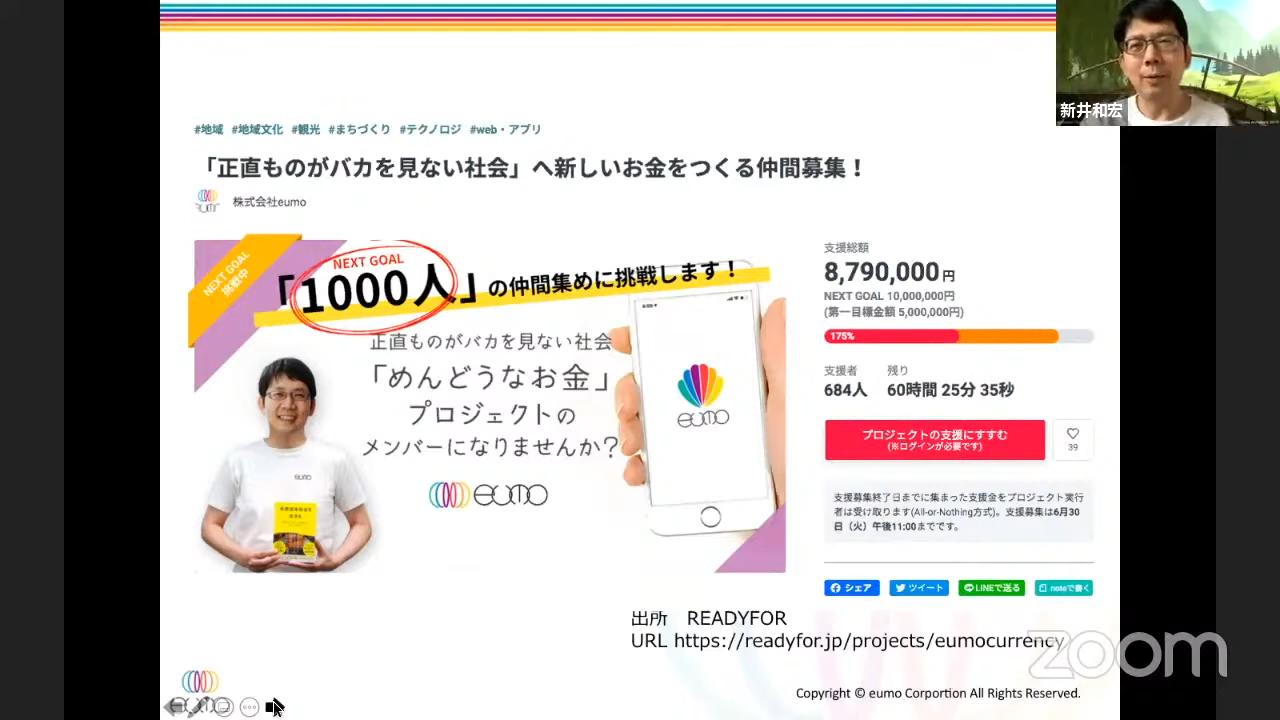 #地域 #地域文化 #観光 #まちづくり #テクノロジ #web・アプリ
「正直ものがバカを見ない社会」へ新しいお金をつくる仲間募集！
株式会社eumo
新井和宏
NEXT GOAL
挑戦中
NEXT GOAL
「1000人」の仲間集めに挑戦します！
正直ものがバカを見ない社会
「めんどうなお金」
プロジェクトの
メンバーになりませんか?
eumo
eumo
eumo
支援総額
8,790,000円
NEXT GOAL 10,000,000円
(第一目標金額 5,000,000円)
175%
支援者 残り
684人 60時間 25分 35秒
プロジェクトの支援にすすむ
(※ログインが必要です)
39
支援募集終了日までに集まった支援金をプロジェクト実行
者は受け取ります(All-or-Nothing方式)。支援募集は6月30
日（火）午後11:00までです。
シェア ツイート LINEで送る noteで書く
出所 READYFOR
URL https://readyfor.jp/projects/eumocurrency
zoom
eumo
Copyright © eumo Corportion All Rights Reserved.